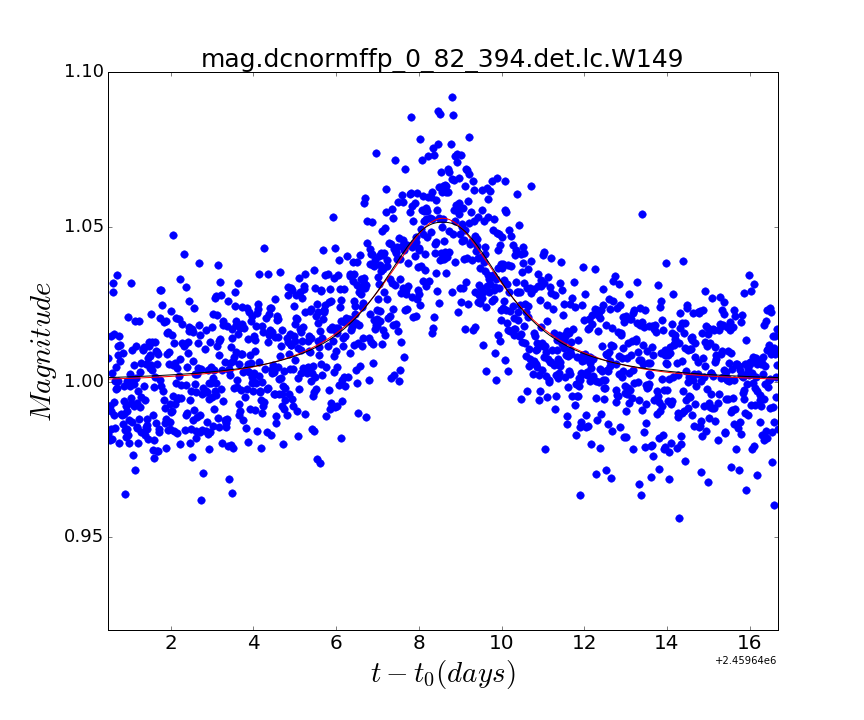 mag.dcnormffp_0_82_394.det.lc.W149
1.10
1.05
1.00
0.95
Magnitude
2 4 6 8 10 12 14 16
+2.45964e6
t − t₀(days)